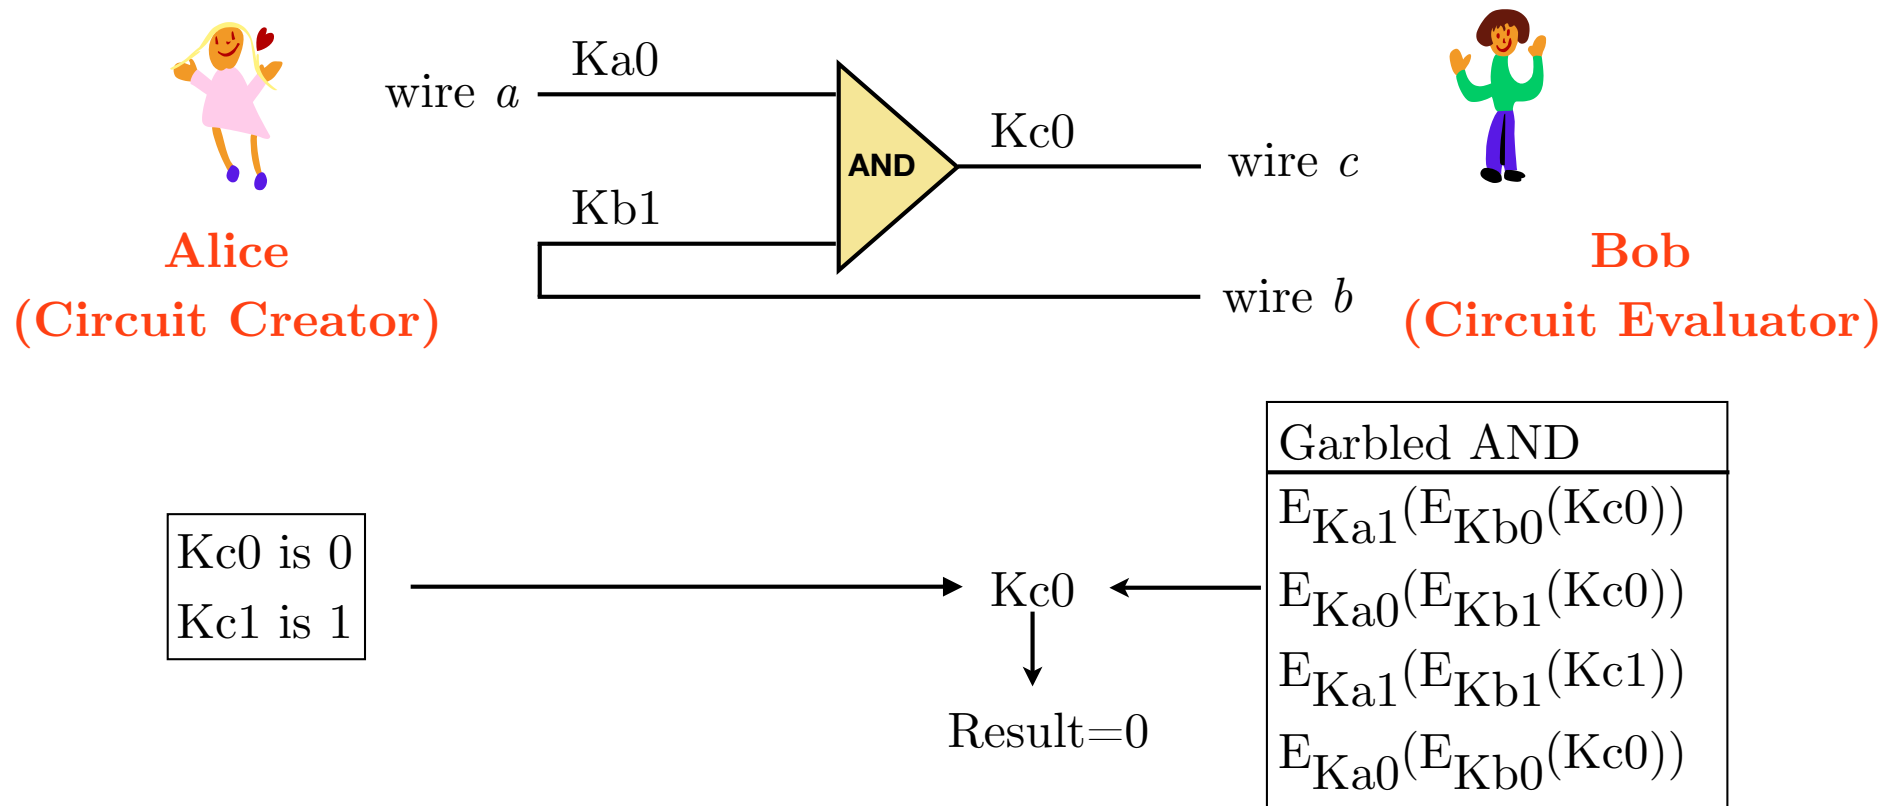 Ka0
wire a
AND
Kc0
wire c
Kb1
wire b
Alice
(Circuit Creator)
Bob
(Circuit Evaluator)
Kc0 is 0
Kc1 is 1
Kc0
Result=0
Garbled AND
E_Ka1(E_Kb0(Kc0))
E_Ka0(E_Kb1(Kc0))
E_Ka1(E_Kb1(Kc1))
E_Ka0(E_Kb0(Kc0))